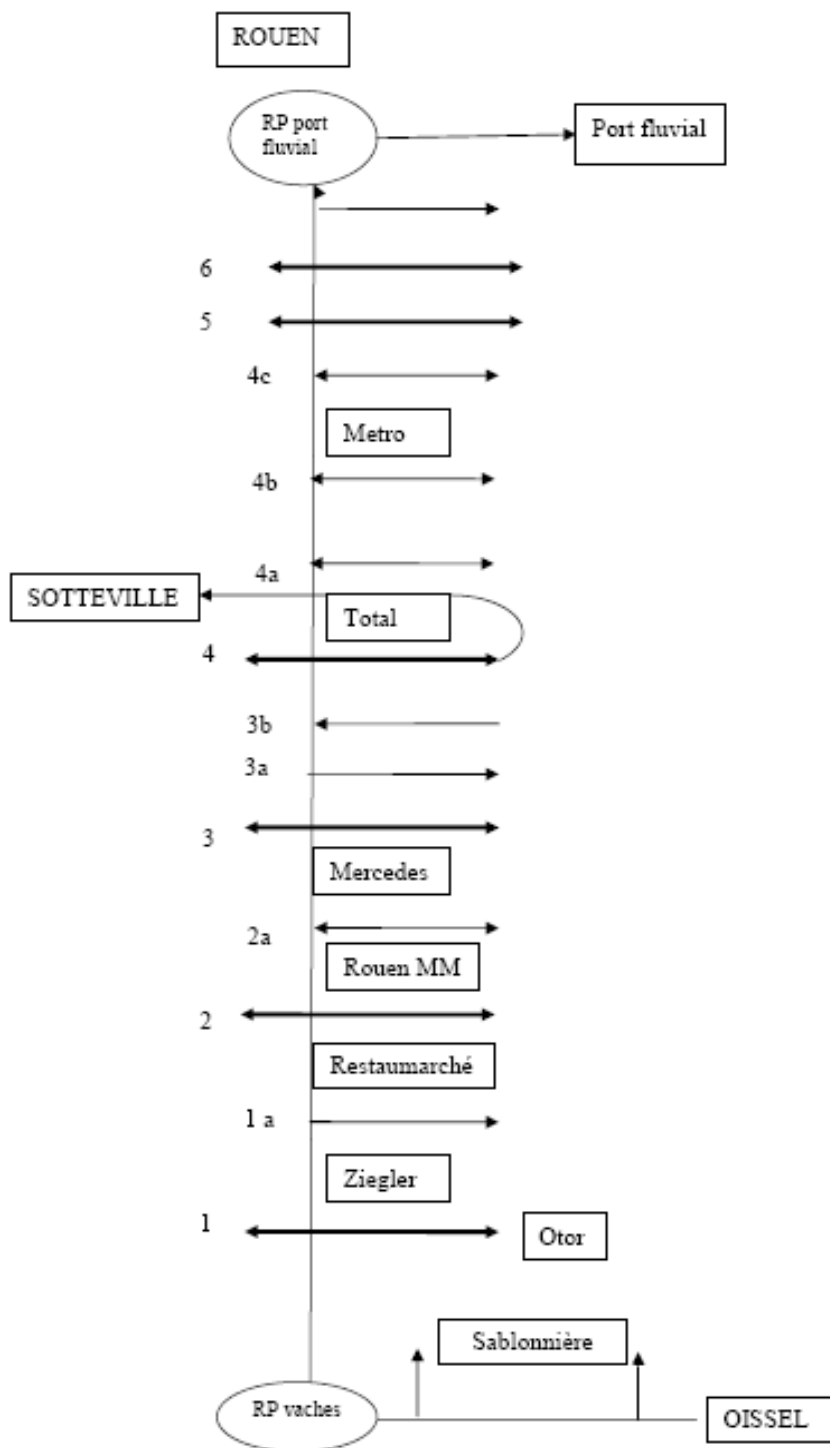 ROUEN
RP port
fluvial
Port fluvial
6
5
4c
Metro
4b
4a
SOTTEVILLE
Total
4
3b
3a
3
Mercedes
2a
Rouen MM
2
Restaumarché
1 a
Ziegler
1
Otor
Sablonnière
RP vaches
OISSEL